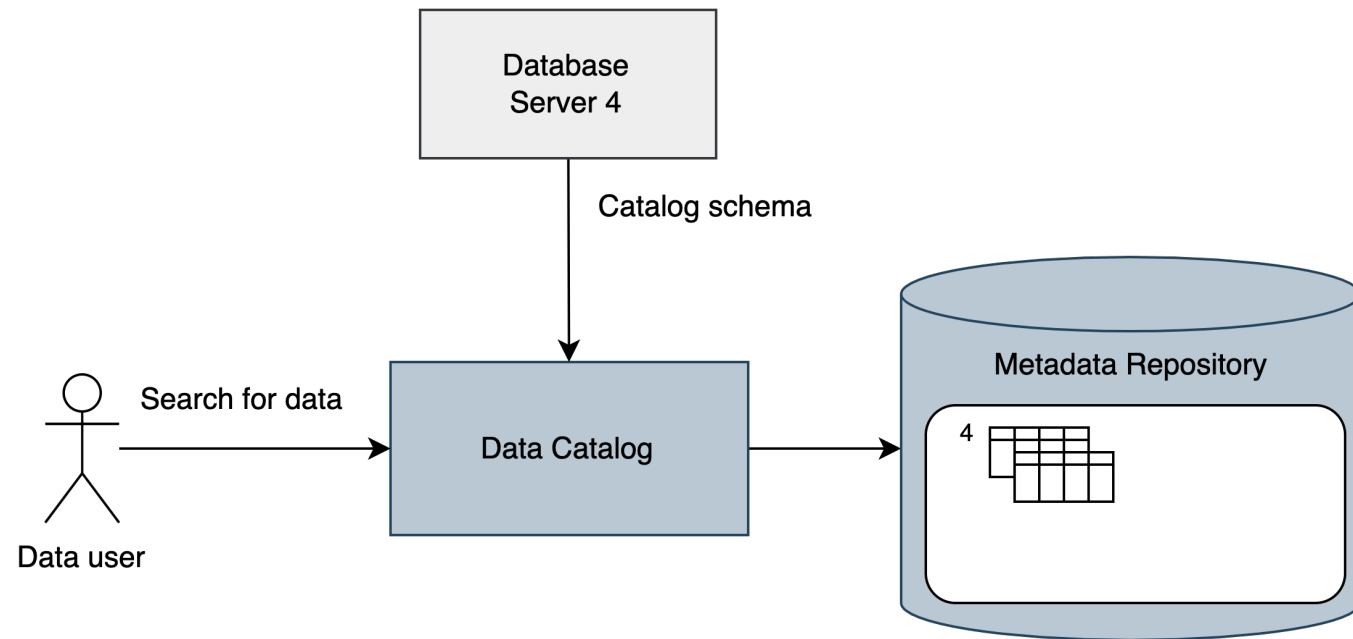 Database
Server 4
Catalog schema
Metadata Repository
Search for data
4
Data Catalog
Data user